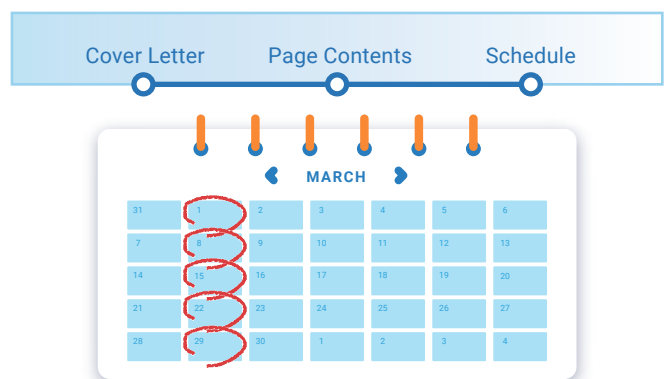 Cover Letter Page Contents Schedule
MARCH
31 1 2 3 4 5 6
7 8 9 10 11 12 13
14 15 16 17 18 19 20
21 22 23 24 25 26 27
28 29 30 1 2 3 4